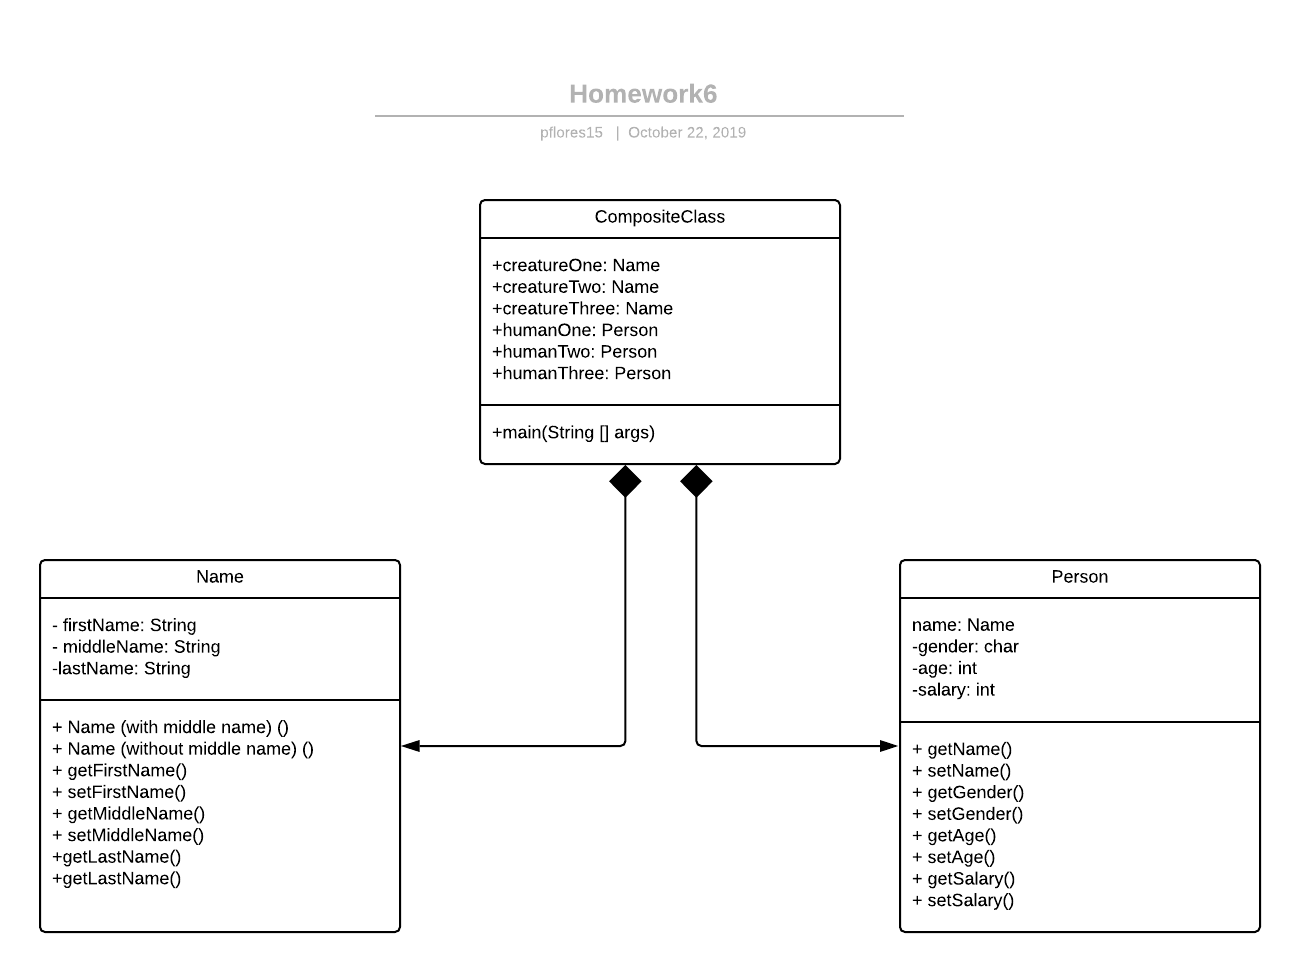 Homework6
pflores15 | October 22, 2019
CompositeClass
+creatureOne: Name
+creatureTwo: Name
+creatureThree: Name
+humanOne: Person
+humanTwo: Person
+humanThree: Person
+main(String [] args)
Name
- firstName: String
- middleName: String
-lastName: String
+ Name (with middle name) ()
+ Name (without middle name) ()
+ getFirstName()
+ setFirstName()
+ getMiddleName()
+ setMiddleName()
+getLastName()
+getLastName()
Person
name: Name
-gender: char
-age: int
-salary: int
+ getName()
+ setName()
+ getGender()
+ setGender()
+ getAge()
+ setAge()
+ getSalary()
+ setSalary()